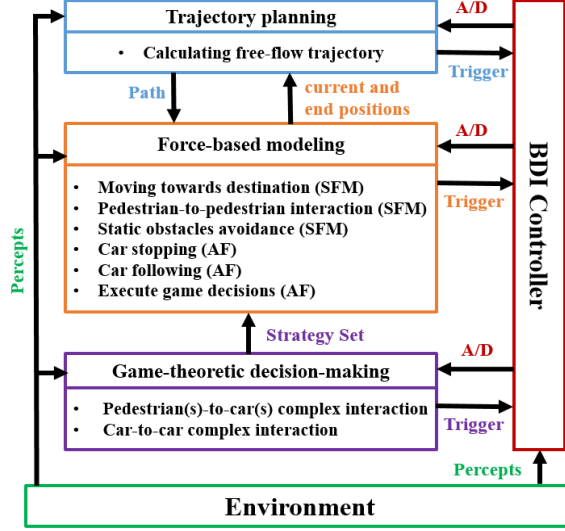 Trajectory planning
A/D
• Calculating free-flow trajectory
Trigger
Path
current and
end positions
Force-based modeling
A/D
• Moving towards destination (SFM)
• Pedestrian-to-pedestrian interaction (SFM)
• Static obstacles avoidance (SFM)
• Car stopping (AF)
• Car following (AF)
• Execute game decisions (AF)
Trigger
BDI Controller
Percepts
Strategy Set
Game-theoretic decision-making
A/D
• Pedestrian(s)-to-car(s) complex interaction
• Car-to-car complex interaction
Trigger
Percepts
Environment